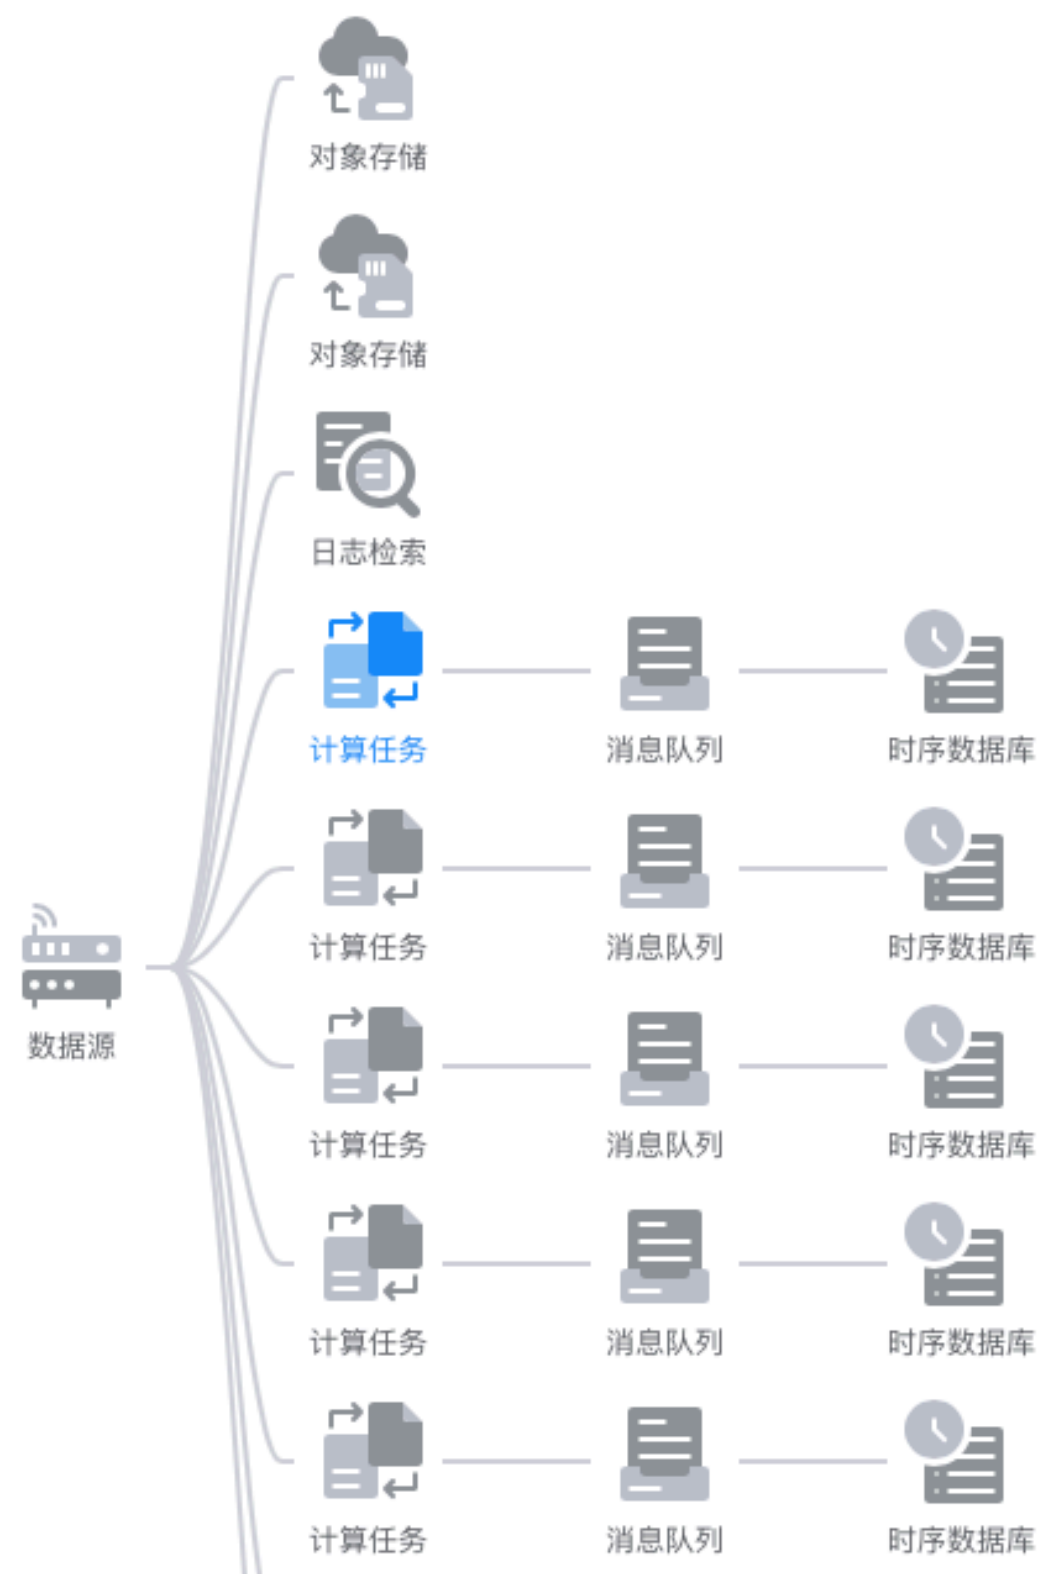 对象存储
对象存储
日志检索
计算任务 消息队列 时序数据库
计算任务 消息队列 时序数据库
数据源
计算任务 消息队列 时序数据库
计算任务 消息队列 时序数据库
计算任务 消息队列 时序数据库